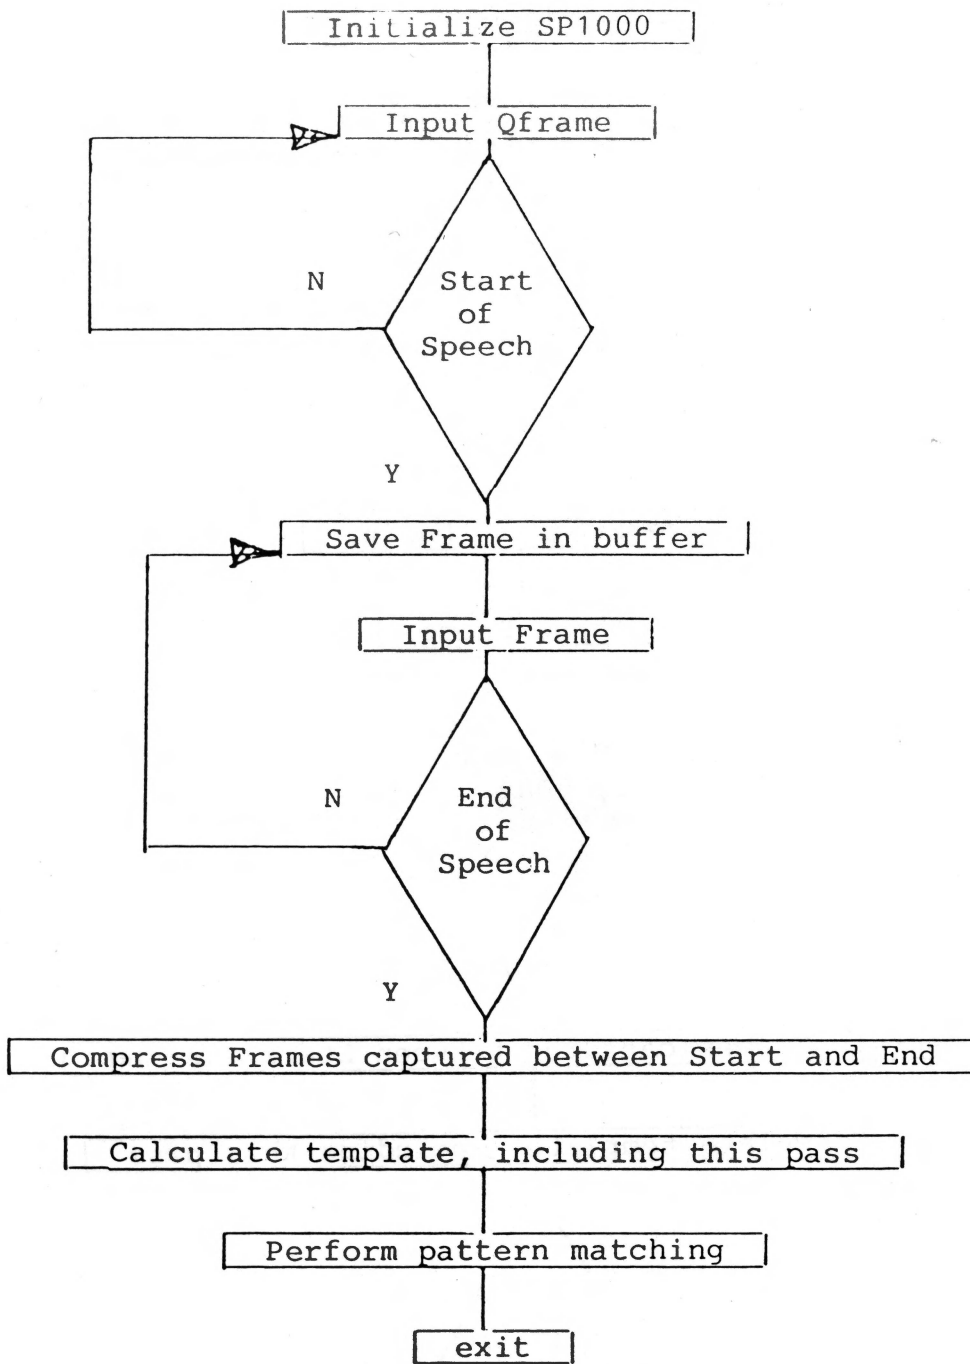 Initialize SP1000
Input Qframe
N
Start
of
Speech
Y
Save Frame in buffer
Input Frame
N
End
of
Speech
Y
Compress Frames captured between Start and End
Calculate template, including this pass
Perform pattern matching
exit